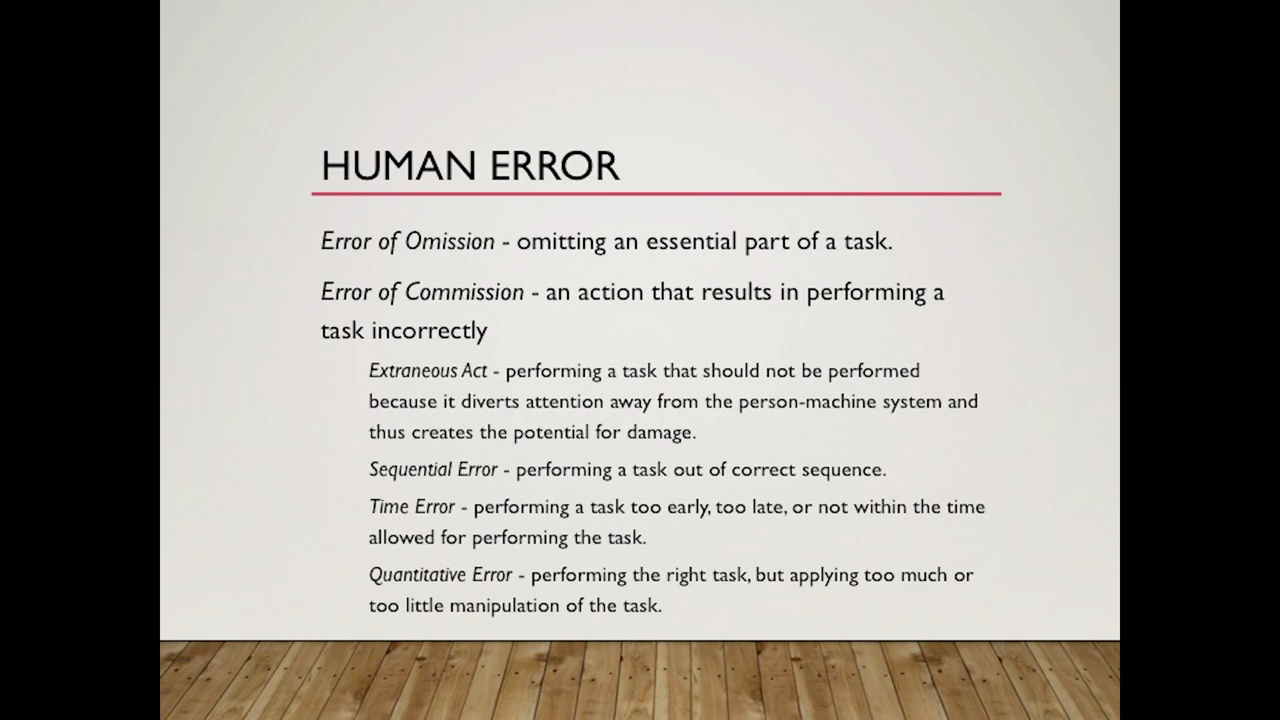 HUMAN ERROR
Error of Omission - omitting an essential part of a task.
Error of Commission - an action that results in performing a
task incorrectly
Extraneous Act - performing a task that should not be performed
because it diverts attention away from the person-machine system and
thus creates the potential for damage.
Sequential Error - performing a task out of correct sequence.
Time Error - performing a task too early, too late, or not within the time
allowed for performing the task.
Quantitative Error - performing the right task, but applying too much or
too little manipulation of the task.